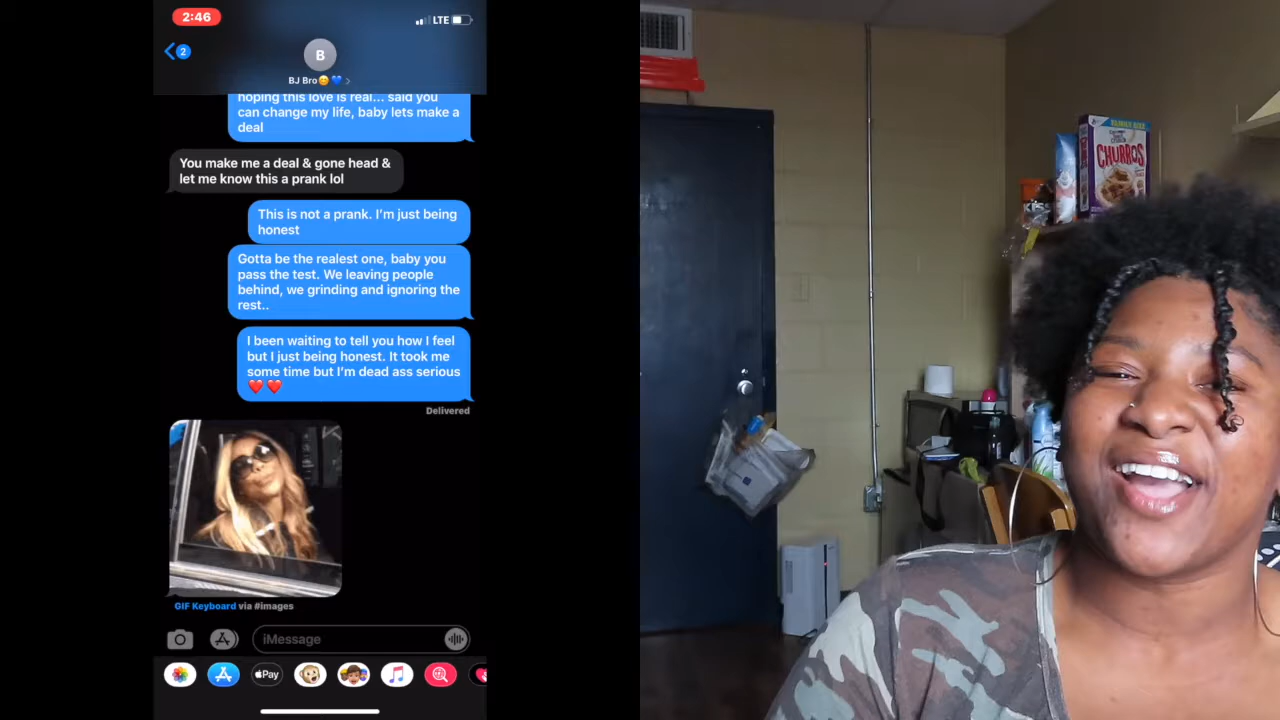 2:46
LTE
2
B
BJ Bro😊💙
hoping this love is real... said you
can change my life, baby lets make a
deal
You make me a deal & gone head &
let me know this a prank lol
This is not a prank. I'm just being
honest
Gotta be the realest one, baby you
pass the test. We leaving people
behind, we grinding and ignoring the
rest..
I been waiting to tell you how I feel
but I just being honest. It took me
some time but I'm dead ass serious
❤️ ❤️
Delivered
GIF Keyboard via #images
iMessage
Pay
CHURROS